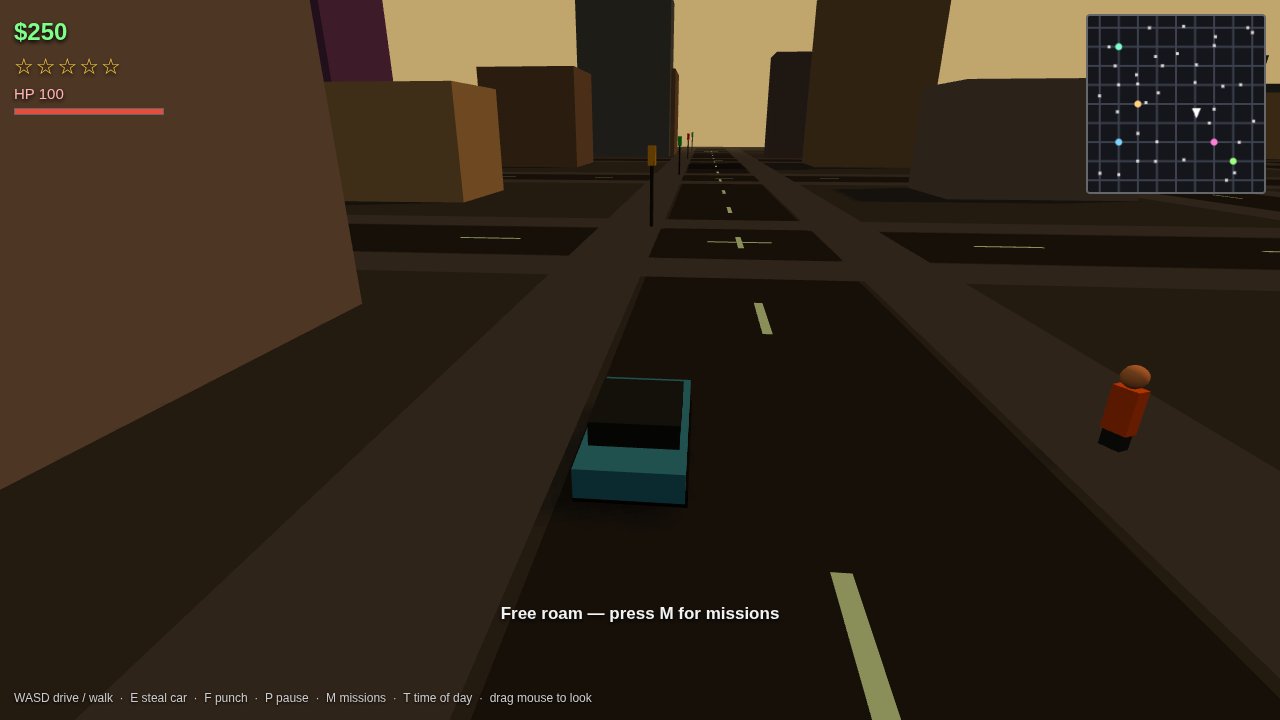 $250
☆☆☆☆☆
HP 100
Free roam — press M for missions
WASD drive / walk · E steal car · F punch · P pause · M missions · T time of day · drag mouse to look